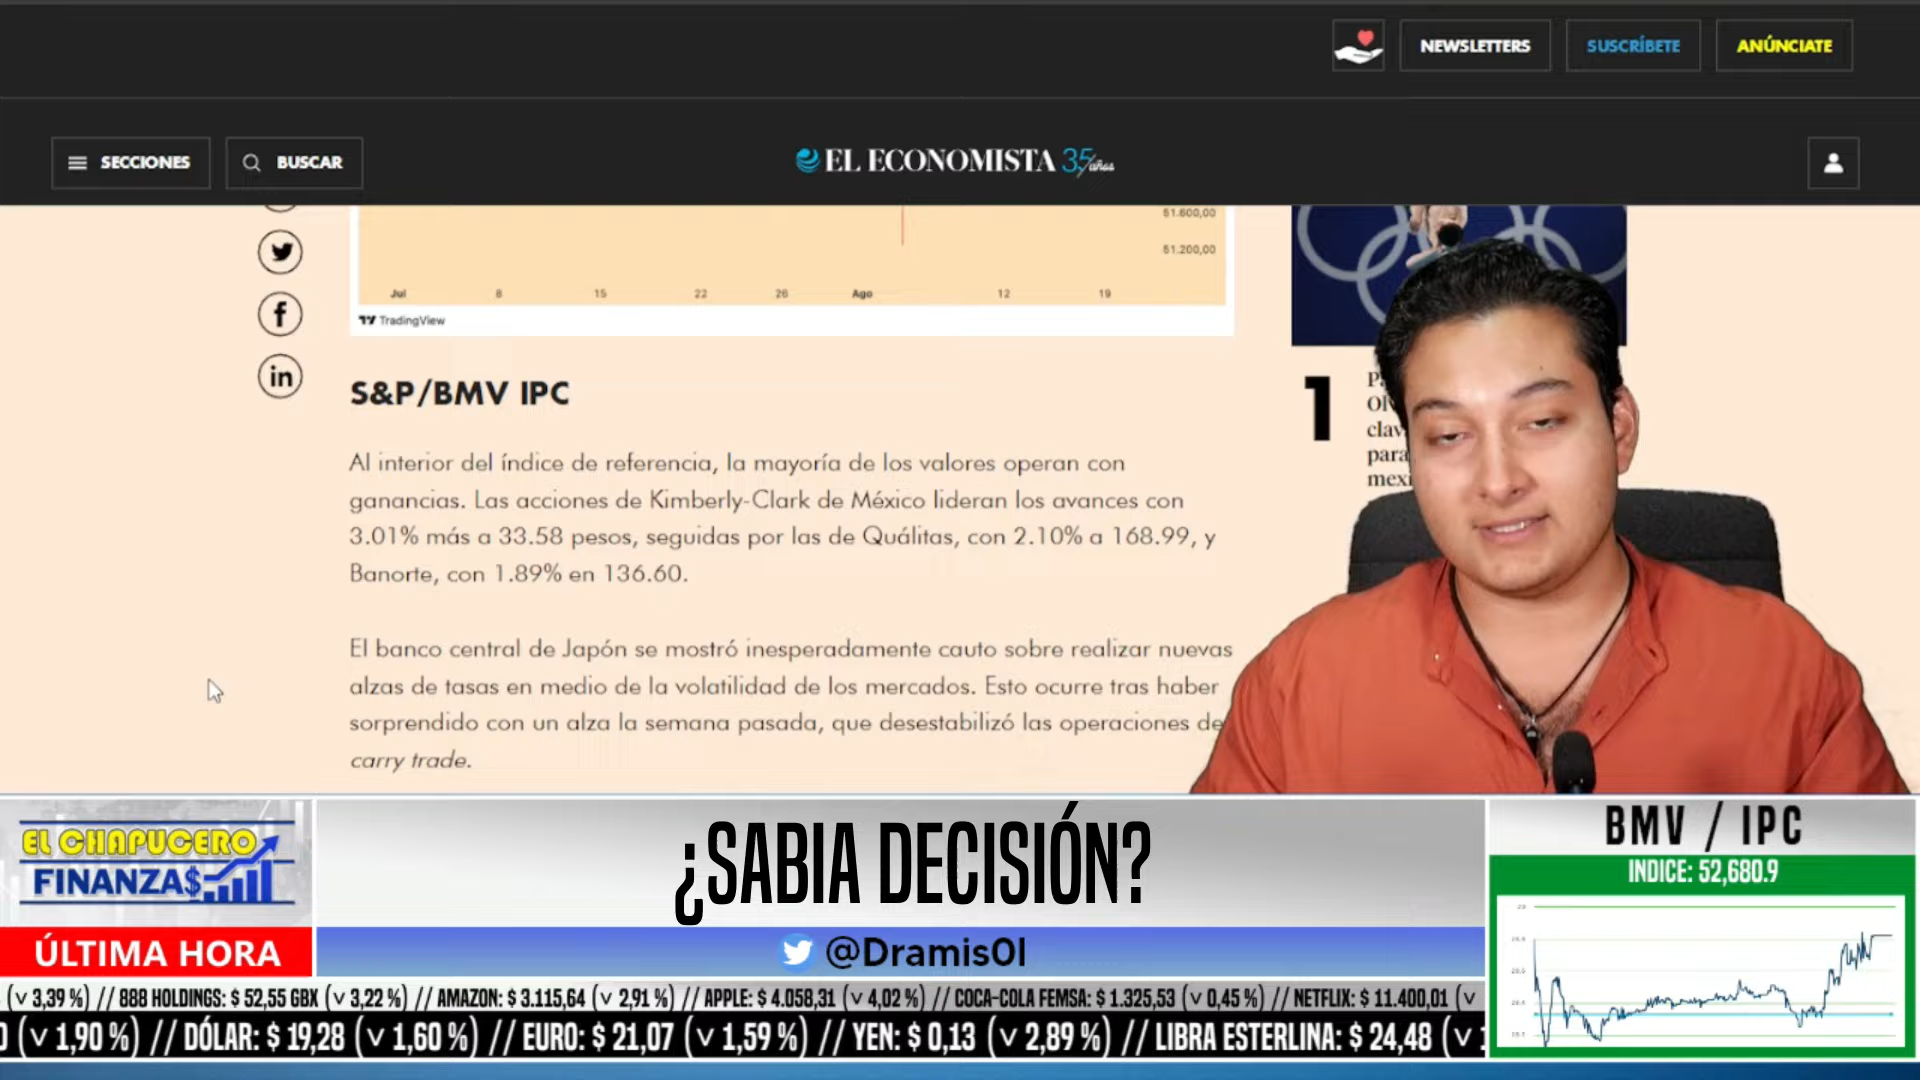 NEWSLETTERS
SUSCRÍBETE
ANÚNCIATE
SECCIONES
BUSCAR
EL ECONOMISTA 35 años
51.600,00
51.200,00
Jul 8 15 22 26 Ago 12 19
TradingView
S&P/BMV IPC
Al interior del índice de referencia, la mayoría de los valores operan con
ganancias. Las acciones de Kimberly-Clark de México lideran los avances con
3.01% más a 33.58 pesos, seguidas por las de Quálitas, con 2.10% a 168.99, y
Banorte, con 1.89% en 136.60.
El banco central de Japón se mostró inesperadamente cauto sobre realizar nuevas
alzas de tasas en medio de la volatilidad de los mercados. Esto ocurre tras haber
sorprendido con un alza la semana pasada, que desestabilizó las operaciones de
carry trade.
1
para
EL CHAPUCERO
FINANZA$
ÚLTIMA HORA
¿SABIA DECISIÓN?
@Dramis01
BMV / IPC
INDICE: 52,680.9
(v 3,39 %) // 888 HOLDINGS: $ 52,55 GBX (v 3,22 %) // AMAZON: $ 3.115,64 (v 2,91 %) // APPLE: $ 4.058,31 (v 4,02 %) // COCA-COLA FEMSA: $ 1.325,53 (v 0,45 %) // NETFLIX: $ 11.400,01 (v
(v 1,90 %) // DÓLAR: $ 19,28 (v 1,60 %) // EURO: $ 21,07 (v 1,59 %) // YEN: $ 0,13 (v 2,89 %) // LIBRA ESTERLINA: $ 24,48 (v